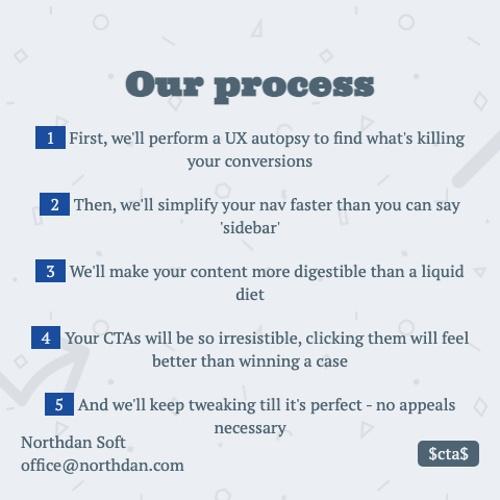 Our process
1 First, we'll perform a UX autopsy to find what's killing
your conversions
2 Then, we'll simplify your nav faster than you can say
'sidebar'
3 We'll make your content more digestible than a liquid
diet
4 Your CTAs will be so irresistible, clicking them will feel
better than winning a case
5 And we'll keep tweaking till it's perfect - no appeals
necessary
Northdan Soft
office@northdan.com
$cta$